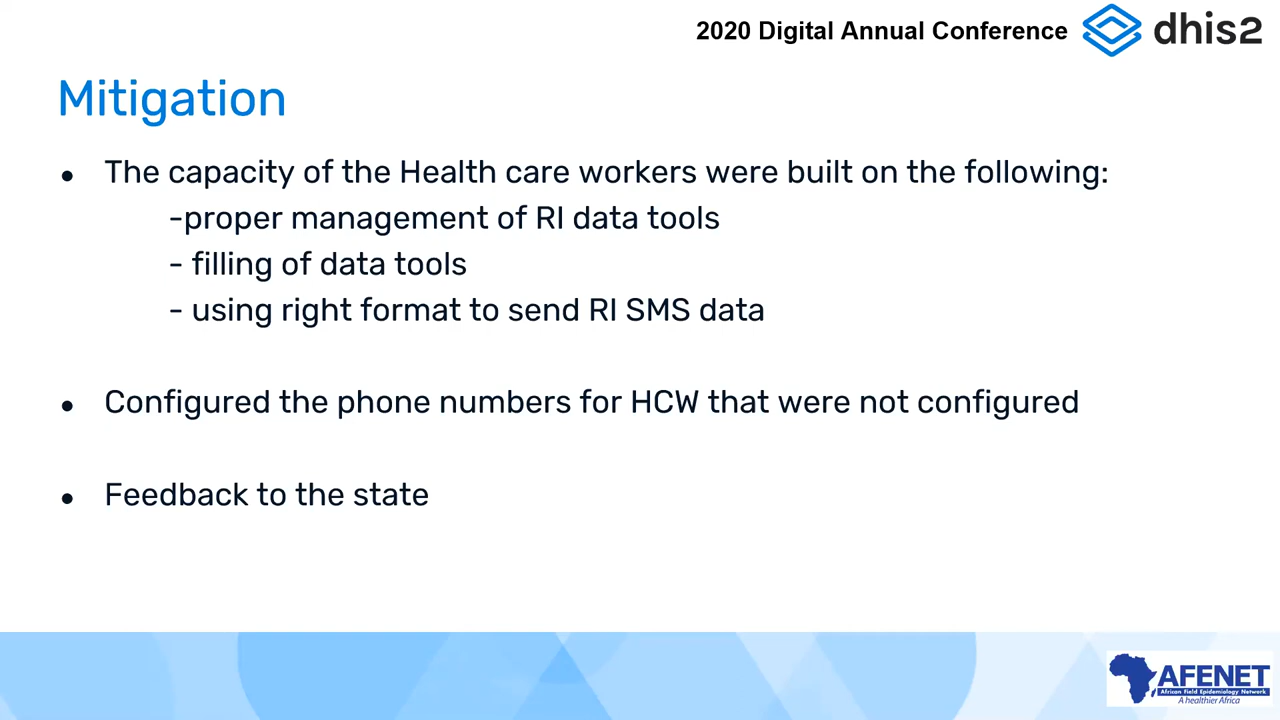 2020 Digital Annual Conference
dhis2
Mitigation
● The capacity of the Health care workers were built on the following:
-proper management of RI data tools
- filling of data tools
- using right format to send RI SMS data
● Configured the phone numbers for HCW that were not configured
● Feedback to the state
AFENET
African Field Epidemiology Network
A healthier Africa